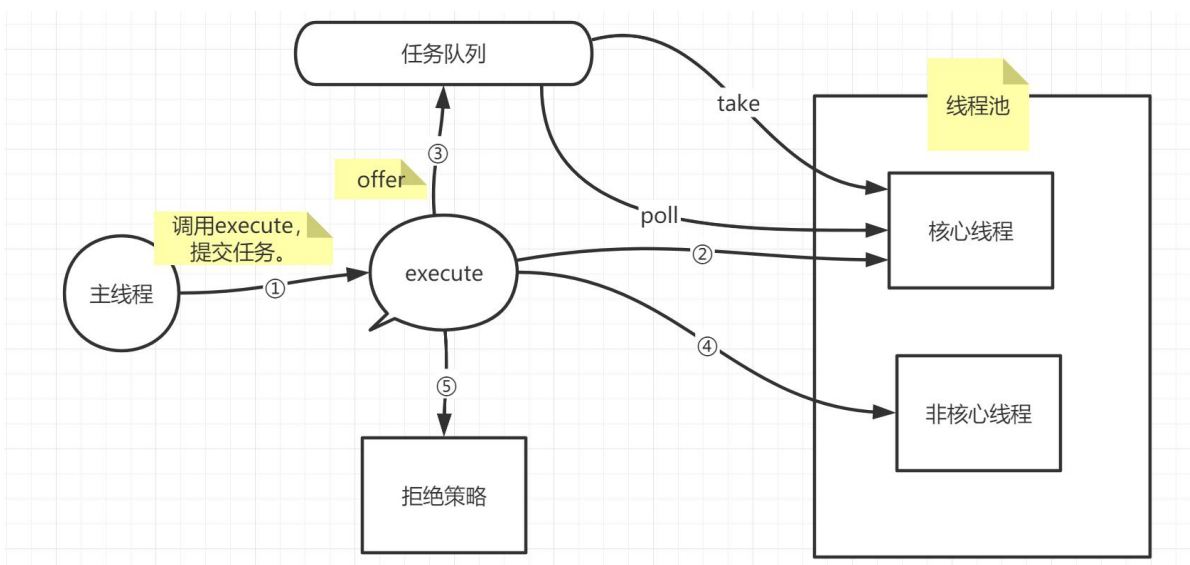 任务队列
take
线程池
③
offer
poll
核心线程
调用execute，
提交任务。
②
execute
主线程
①
④
⑤
非核心线程
拒绝策略